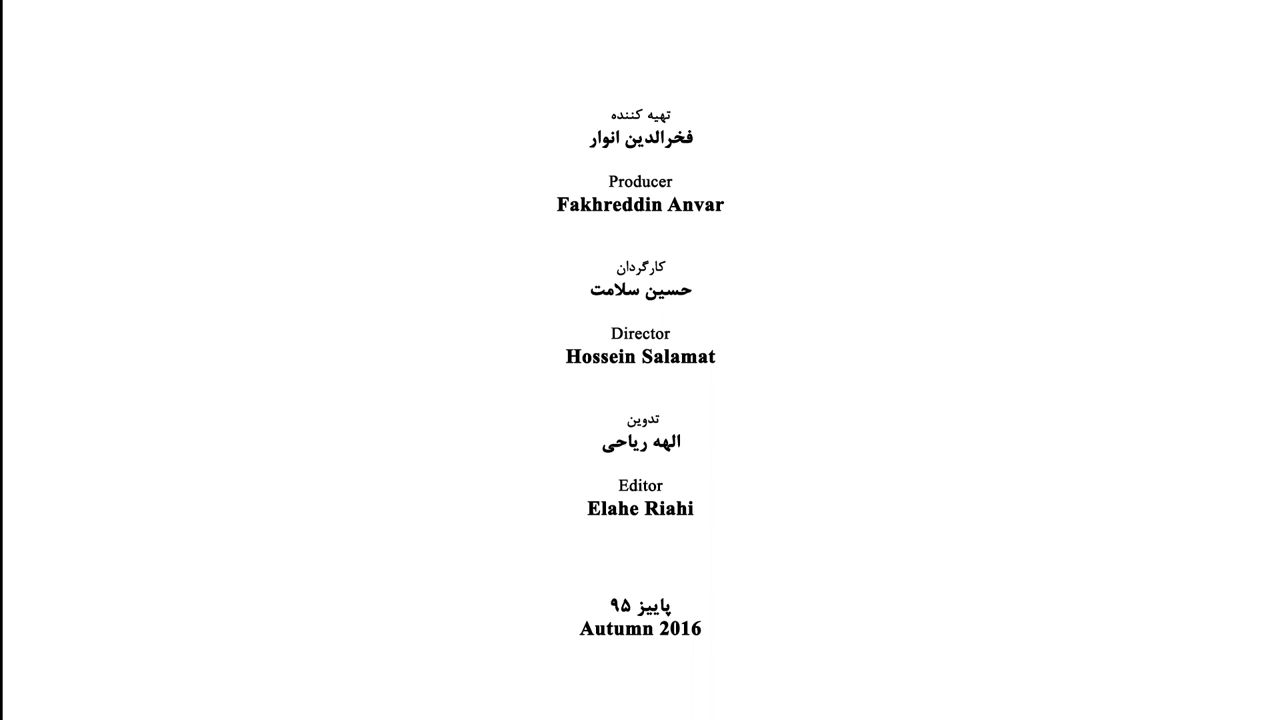 تهیه کننده
فخرالدین انوار
Producer
Fakhreddin Anvar
کارگردان
حسین سلامت
Director
Hossein Salamat
تدوین
الهه ریاحی
Editor
Elahe Riahi
پاییز ۹۵
Autumn 2016